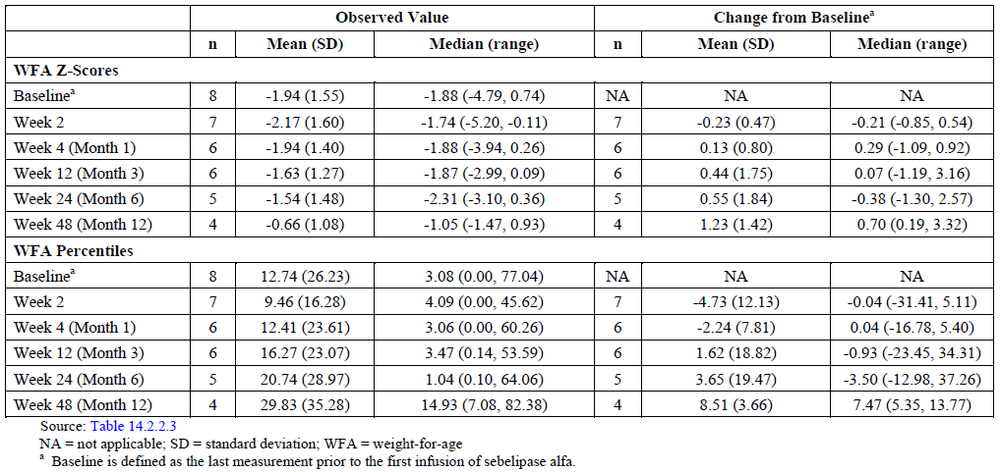 Observed Value Change from Baselineᵃ
n Mean (SD) Median (range) n Mean (SD) Median (range)
WFA Z-Scores
Baselineᵃ 8 -1.94 (1.55) -1.88 (-4.79, 0.74) NA NA NA
Week 2 7 -2.17 (1.60) -1.74 (-5.20, -0.11) 7 -0.23 (0.47) -0.21 (-0.85, 0.54)
Week 4 (Month 1) 6 -1.94 (1.40) -1.88 (-3.94, 0.26) 6 0.13 (0.80) 0.29 (-1.09, 0.92)
Week 12 (Month 3) 6 -1.63 (1.27) -1.87 (-2.99, 0.09) 6 0.44 (1.75) 0.07 (-1.19, 3.16)
Week 24 (Month 6) 5 -1.54 (1.48) -2.31 (-3.10, 0.36) 5 0.55 (1.84) -0.38 (-1.30, 2.57)
Week 48 (Month 12) 4 -0.66 (1.08) -1.05 (-1.47, 0.93) 4 1.23 (1.42) 0.70 (0.19, 3.32)
WFA Percentiles
Baselineᵃ 8 12.74 (26.23) 3.08 (0.00, 77.04) NA NA NA
Week 2 7 9.46 (16.28) 4.09 (0.00, 45.62) 7 -4.73 (12.13) -0.04 (-31.41, 5.11)
Week 4 (Month 1) 6 12.41 (23.61) 3.06 (0.00, 60.26) 6 -2.24 (7.81) 0.04 (-16.78, 5.40)
Week 12 (Month 3) 6 16.27 (23.07) 3.47 (0.14, 53.59) 6 1.62 (18.82) -0.93 (-23.45, 34.31)
Week 24 (Month 6) 5 20.74 (28.97) 1.04 (0.10, 64.06) 5 3.65 (19.47) -3.50 (-12.98, 37.26)
Week 48 (Month 12) 4 29.83 (35.28) 14.93 (7.08, 82.38) 4 8.51 (3.66) 7.47 (5.35, 13.77)
Source: Table 14.2.2.3
NA = not applicable; SD = standard deviation; WFA = weight-for-age
ᵃ Baseline is defined as the last measurement prior to the first infusion of sebelipase alfa.